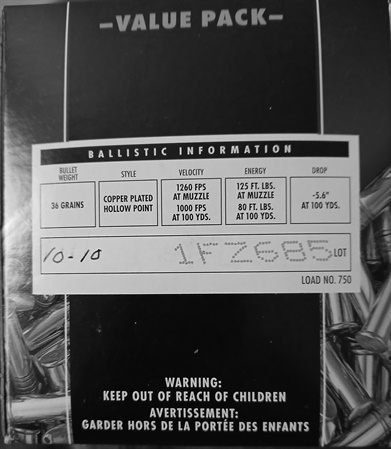 –VALUE PACK–
BALLISTIC INFORMATION
BULLET WEIGHT
STYLE
VELOCITY
ENERGY
DROP
36 GRAINS
COPPER PLATED
HOLLOW POINT
1260 FPS
AT MUZZLE
1000 FPS
AT 100 YDS.
125 FT. LBS.
AT MUZZLE
80 FT. LBS.
AT 100 YDS.
-5.6"
AT 100 YDS.
10-10
1FZ685 LOT
LOAD NO. 750
WARNING:
KEEP OUT OF REACH OF CHILDREN
AVERTISSEMENT:
GARDER HORS DE LA PORTÉE DES ENFANTS